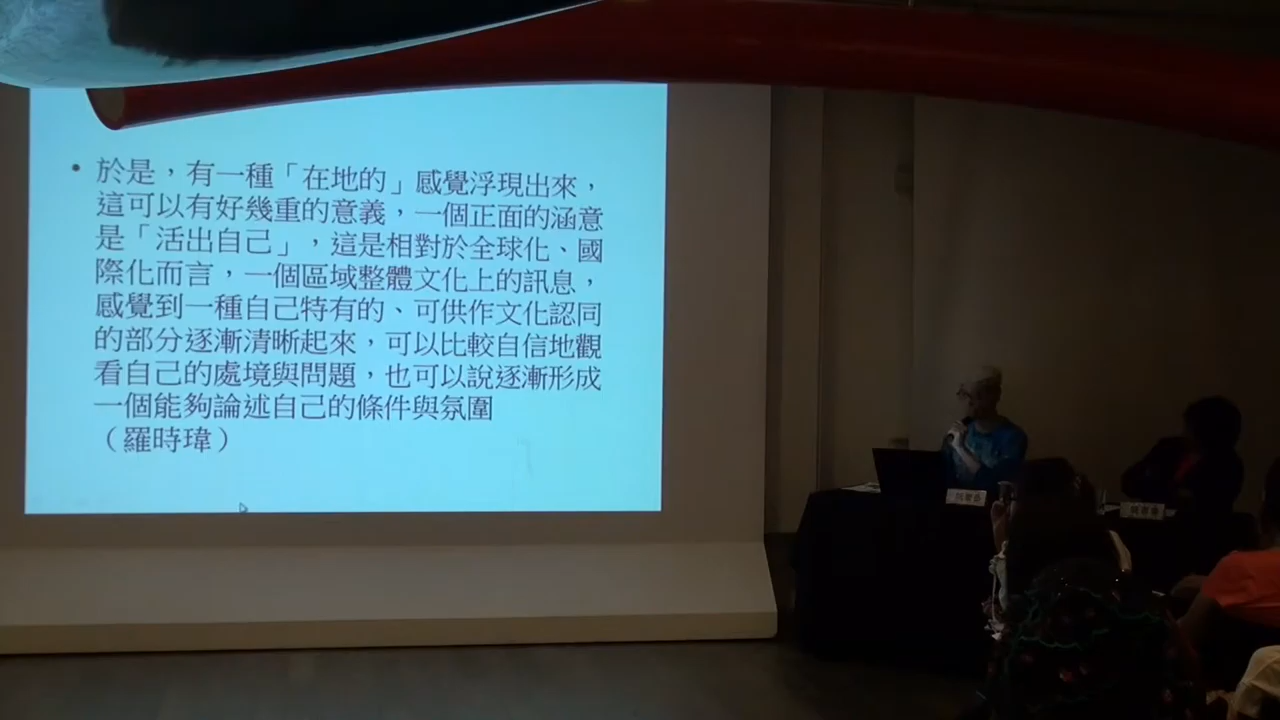 • 於是，有一種「在地的」感覺浮現出來，
這可以有好幾重的意義，一個正面的涵意
是「活出自己」，這是相對於全球化、國
際化而言，一個區域整體文化上的訊息，
感覺到一種自己特有的、可供作文化認同
的部分逐漸清晰起來，可以比較自信地觀
看自己的處境與問題，也可以說逐漸形成
一個能夠論述自己的條件與氛圍
（羅時瑋）